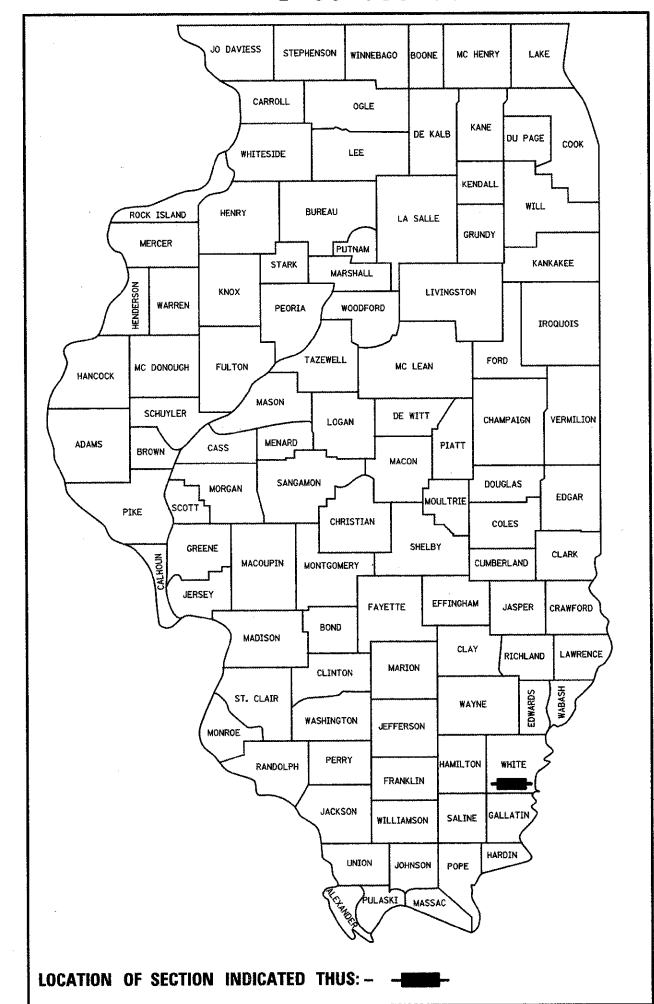 JO DAVIESS
STEPHENSON
WINNEBAGO
BOONE
MC HENRY
LAKE
CARROLL
OGLE
DE KALB
KANE
DU PAGE
COOK
WHITESIDE
LEE
KENDALL
WILL
ROCK ISLAND
HENRY
BUREAU
LA SALLE
GRUNDY
MERCER
PUTNAM
STARK
MARSHALL
KANKAKEE
HENDERSON
WARREN
KNOX
PEORIA
WOODFORD
LIVINGSTON
IROQUOIS
HANCOCK
MC DONOUGH
FULTON
TAZEWELL
MC LEAN
FORD
SCHUYLER
MASON
LOGAN
DE WITT
CHAMPAIGN
VERMILION
ADAMS
BROWN
CASS
MENARD
MACON
PIATT
PIKE
SCOTT
MORGAN
SANGAMON
CHRISTIAN
MOULTRIE
DOUGLAS
EDGAR
COLES
CALHOUN
GREENE
MACOUPIN
MONTGOMERY
SHELBY
CUMBERLAND
CLARK
JERSEY
FAYETTE
EFFINGHAM
JASPER
CRAWFORD
MADISON
BOND
CLAY
RICHLAND
LAWRENCE
CLINTON
MARION
ST. CLAIR
WASHINGTON
WAYNE
EDWARDS
WABASH
MONROE
JEFFERSON
RANDOLPH
PERRY
FRANKLIN
HAMILTON
WHITE
JACKSON
WILLIAMSON
SALINE
GALLATIN
UNION
JOHNSON
POPE
HARDIN
ALEXANDER
PULASKI
MASSAC
LOCATION OF SECTION INDICATED THUS: -